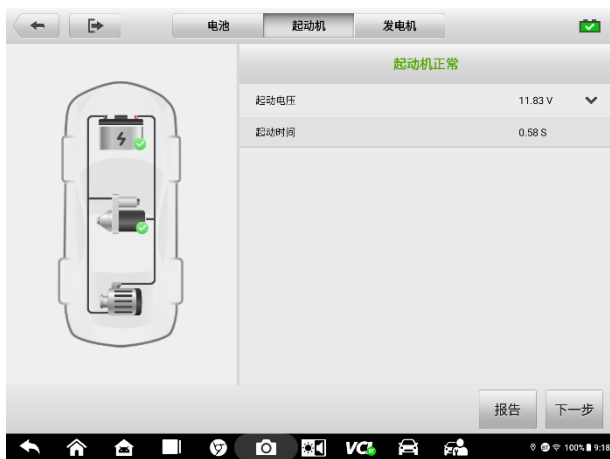 电池 起动机 发电机
起动机正常
起动电压 11.83 V
起动时间 0.58 S
报告 下一步
VCI 100% 9:18